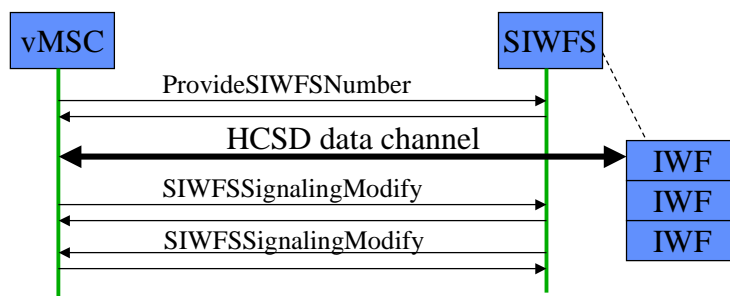 vMSC
SIWFS
ProvideSIWFSNumber
HCSD data channel
IWF
SIWFSSignalingModify
IWF
SIWFSSignalingModify
IWF